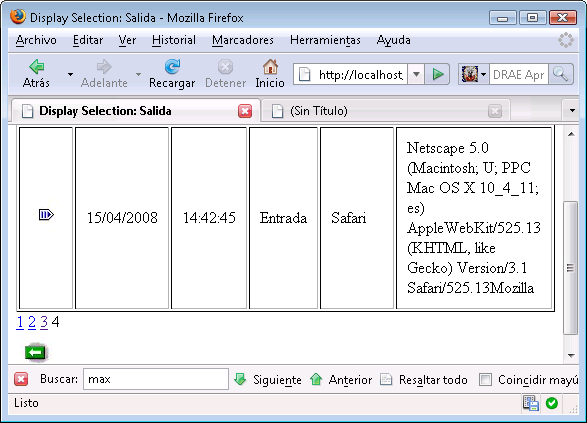 Display Selection: Salida - Mozilla Firefox
Archivo Editar Ver Historial Marcadores Herramientas Ayuda
Atrás Adelante Recargar Detener Inicio http://localhost, DRAE Apr
Display Selection: Salida (Sin Título)
15/04/2008 14:42:45 Entrada Safari
Netscape 5.0
(Macintosh; U; PPC
Mac OS X 10_4_11;
es)
AppleWebKit/525.13
(KHTML, like
Gecko) Version/3.1
Safari/525.13Mozilla
1 2 3 4
Buscar: max Siguiente Anterior Resaltar todo Coincidir mayú
Listo